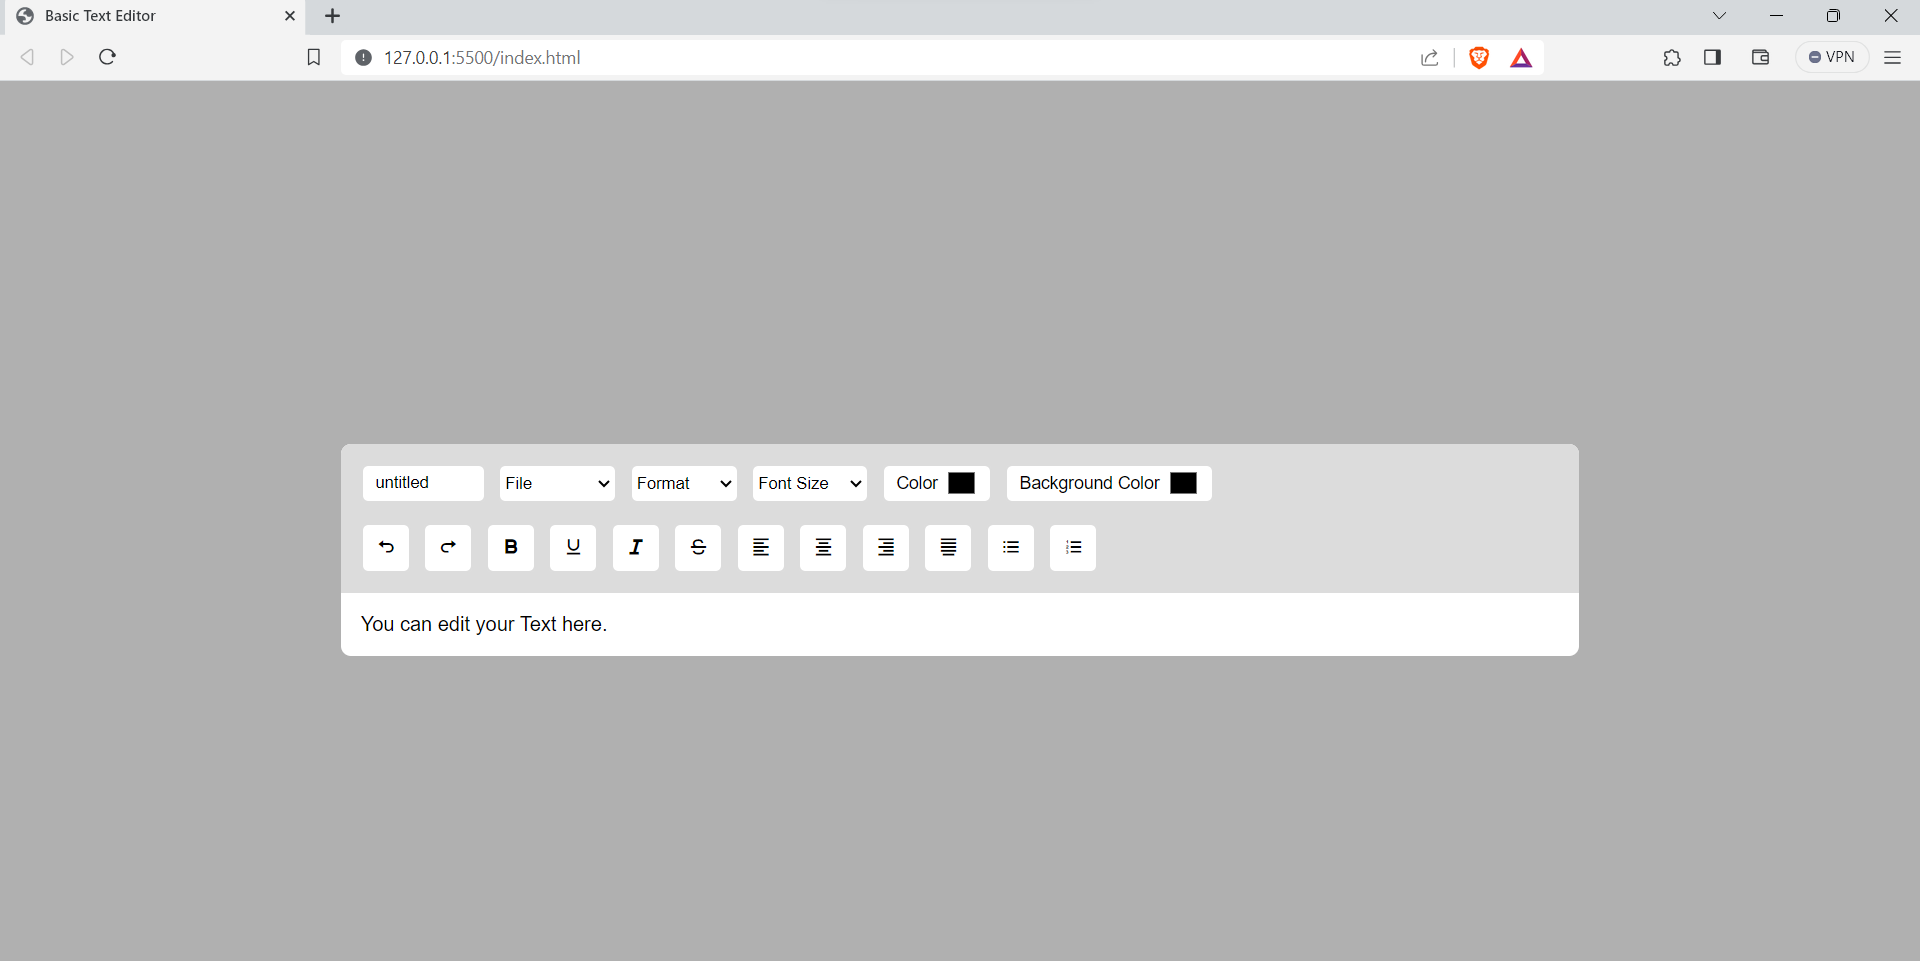 Basic Text Editor
127.0.0.1:5500/index.html
VPN
untitled File Format Font Size Color Background Color
B U I S
You can edit your Text here.